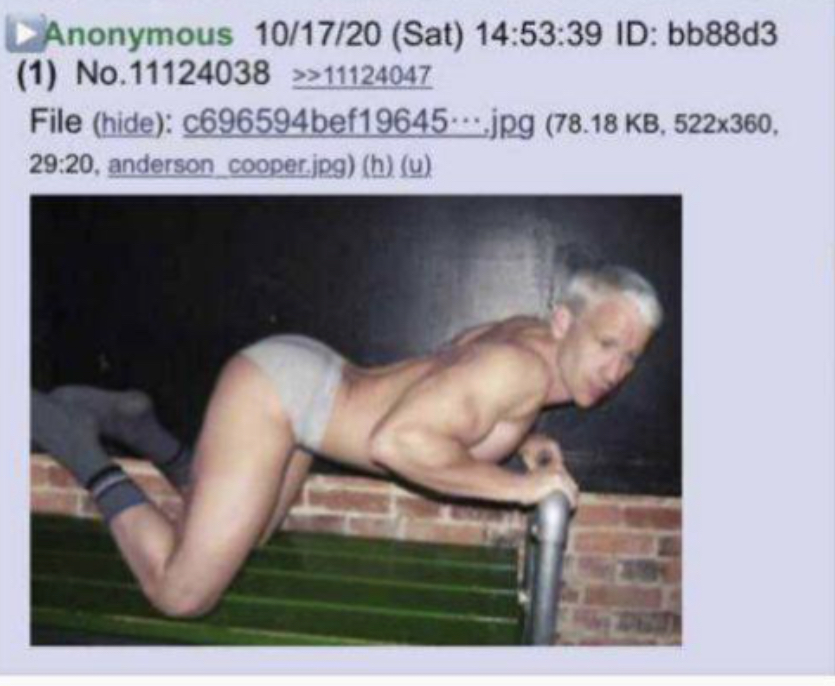 Anonymous 10/17/20 (Sat) 14:53:39 ID: bb88d3
(1) No.11124038 >>11124047
File (hide): c696594bef19645···.jpg (78.18 KB, 522x360,
29:20, anderson_cooper.jpg) (h) (u)